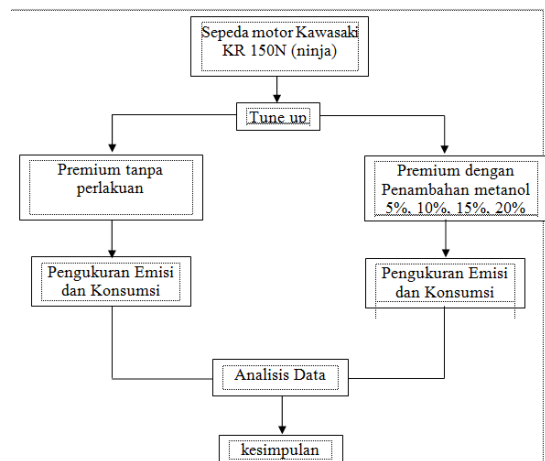 Sepeda motor Kawasaki
KR 150N (ninja)
Tune up
Premium tanpa
perlakuan
Premium dengan
Penambahan metanol
5%, 10%, 15%, 20%
Pengukuran Emisi
dan Konsumsi
Pengukuran Emisi
dan Konsumsi
Analisis Data
kesimpulan